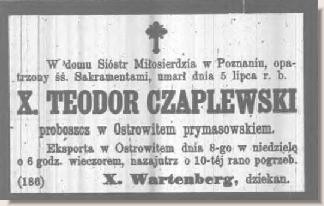 W domu Sióstr Miłosierdzia w Poznaniu, opa-
trzony śś. Sakramentami, umarł dnia 5 lipca r. b.
X. TEODOR CZAPLEWSKI
proboszcz w Ostrowitem prymasowskiem.
Eksporta w Ostrowitem dnia 8-go w niedzielę
o 6 godz. wieczorem, nazajutrz o 10-téj rano pogrzeb.
(186) X. Wartenberg, dziekan.